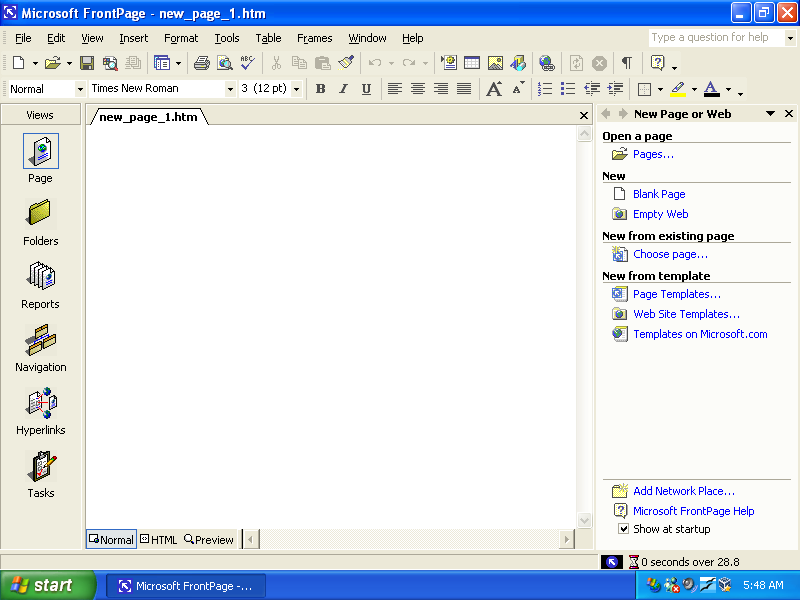 Microsoft FrontPage - new_page_1.htm
File Edit View Insert Format Tools Table Frames Window Help Type a question for help
Normal Times New Roman 3 (12 pt) B I U A A A
Views
new_page_1.htm
New Page or Web
Open a page
Pages...
New
Blank Page
Empty Web
New from existing page
Choose page...
New from template
Page Templates...
Web Site Templates...
Templates on Microsoft.com
Page
Folders
Reports
Navigation
Hyperlinks
Tasks
Add Network Place...
Microsoft FrontPage Help
Show at startup
Normal HTML Preview
0 seconds over 28.8
start Microsoft FrontPage -... 5:48 AM